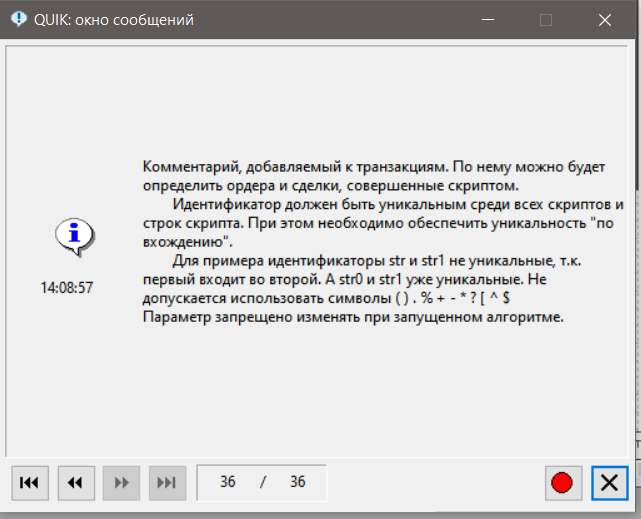 QUIK: окно сообщений
Комментарий, добавляемый к транзакциям. По нему можно будет
определить ордера и сделки, совершенные скриптом.
Идентификатор должен быть уникальным среди всех скриптов и
строк скрипта. При этом необходимо обеспечить уникальность "по
вхождению".
Для примера идентификаторы str и str1 не уникальные, т.к.
первый входит во второй. А str0 и str1 уже уникальные. Не
допускается использовать символы ( ) . % + - * ? [ ^ $
Параметр запрещено изменять при запущенном алгоритме.
14:08:57
36 / 36